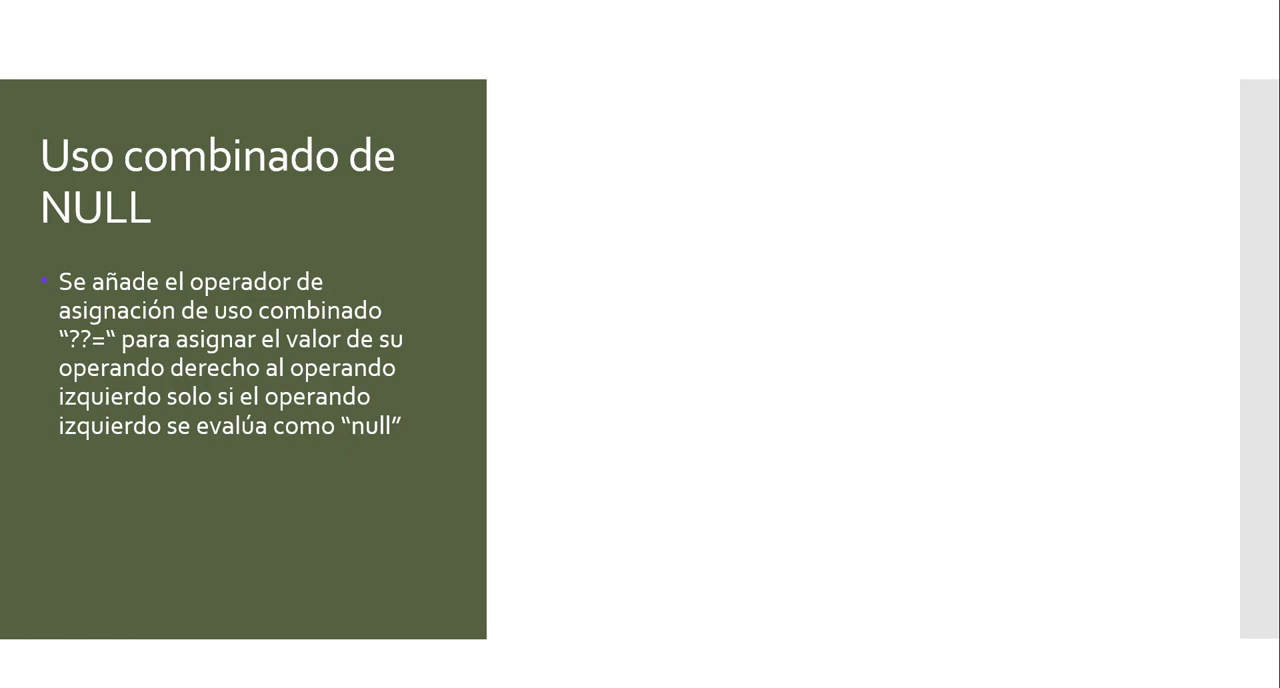 Uso combinado de
NULL
• Se añade el operador de
asignación de uso combinado
“??=“ para asignar el valor de su
operando derecho al operando
izquierdo solo si el operando
izquierdo se evalúa como “null”